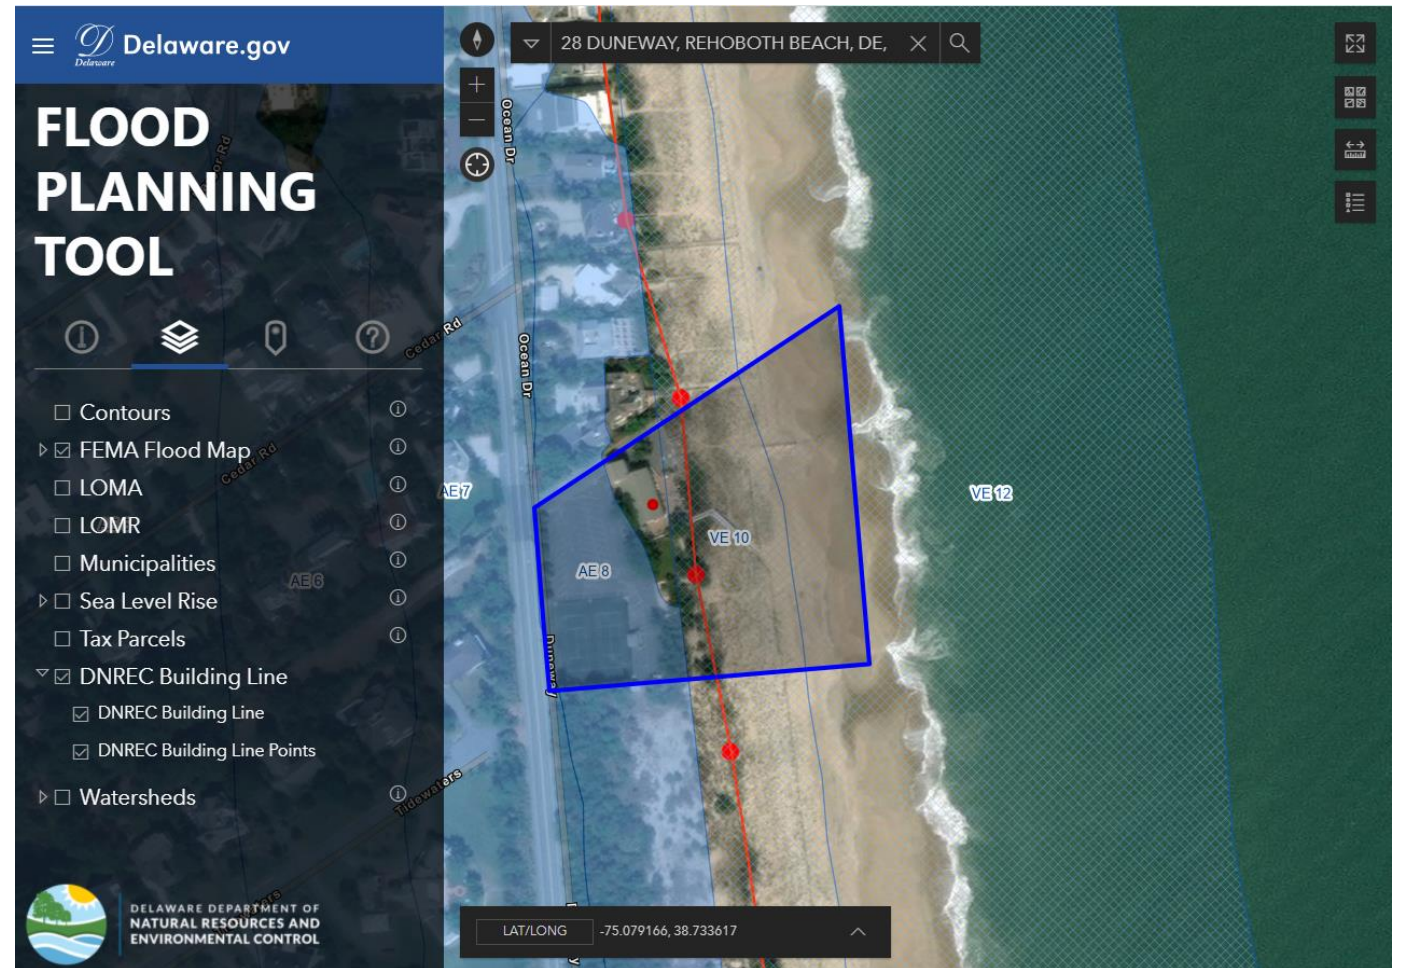 Delaware.gov
Delaware
FLOOD
PLANNING
TOOL
Contours
FEMA Flood Map
LOMA
LOMR
Municipalities
Sea Level Rise
Tax Parcels
DNREC Building Line
DNREC Building Line
DNREC Building Line Points
Watersheds
DELAWARE DEPARTMENT OF
NATURAL RESOURCES AND
ENVIRONMENTAL CONTROL
28 DUNEWAY, REHOBOTH BEACH, DE,
Ocean Dr
Cedar Rd
Ocean Dr
Cedar Rd
AE 7
VE 12
VE 10
AE 8
AE 6
Duneway
Tidewaters
Tidewaters
LAT/LONG
-75.079166, 38.733617